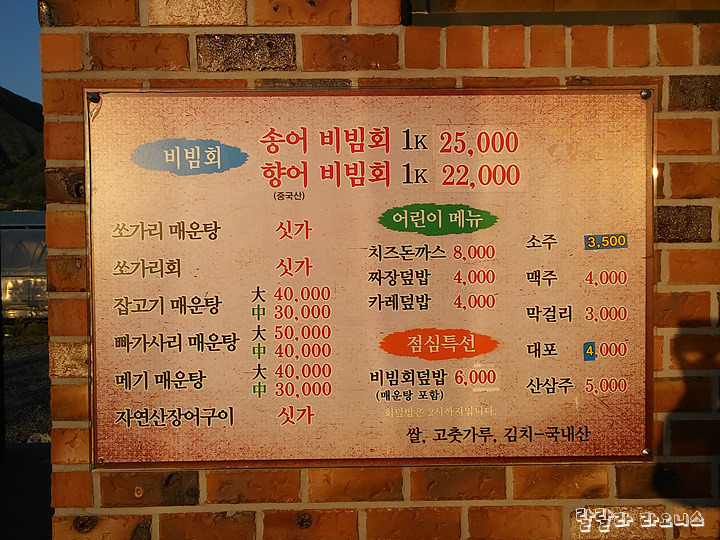 비빔회
송어 비빔회 1K 25,000
향어 비빔회 1K 22,000
(중국산)
쏘가리 매운탕 싯가
쏘가리회 싯가
잡고기 매운탕 大 40,000
中 30,000
빠가사리 매운탕 大 50,000
中 40,000
메기 매운탕 大 40,000
中 30,000
자연산장어구이 싯가
어린이 메뉴
치즈돈까스 8,000
짜장덮밥 4,000
카레덮밥 4,000
점심특선
비빔회덮밥 6,000
(매운탕 포함)
회덮밥은 2시까지입니다.
소주 3,500
맥주 4,000
막걸리 3,000
대포 4,000
산삼주 5,000
쌀, 고춧가루, 김치-국내산
랄랄라 라오니스